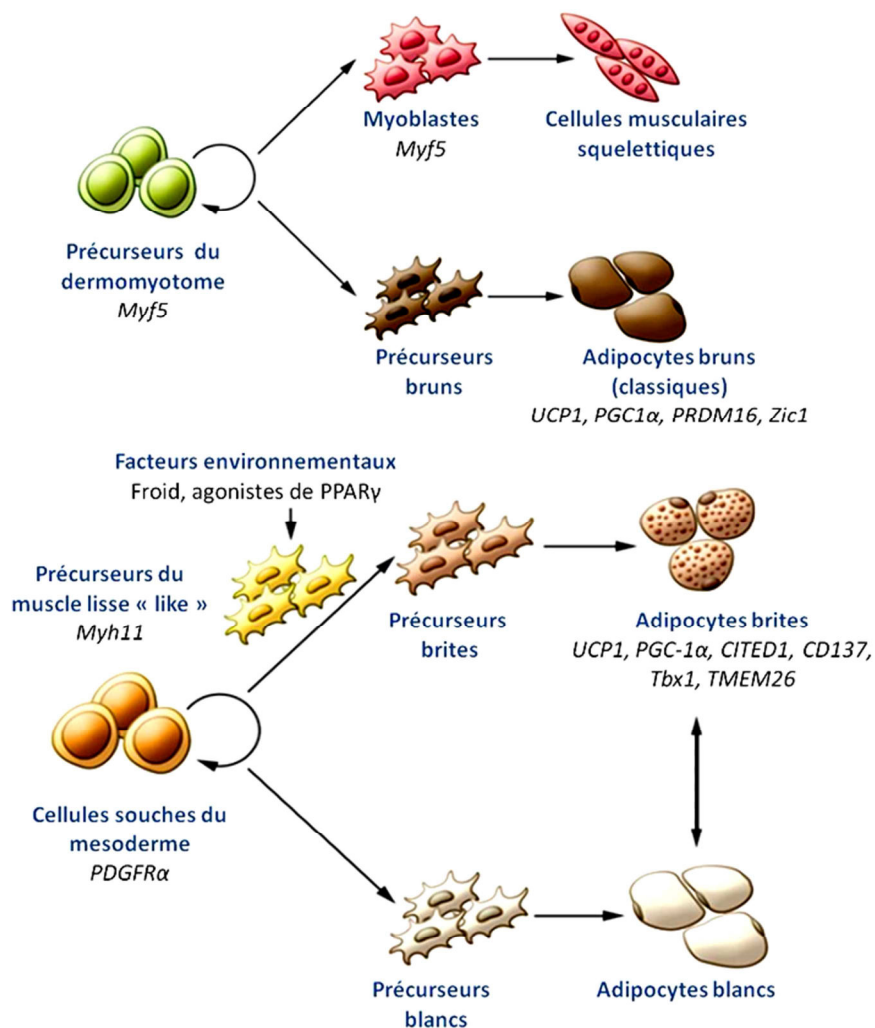 Myoblastes
Myf5
Cellules musculaires
squelettiques
Précurseurs du
dermomyotome
Myf5
Précurseurs
bruns
Adipocytes bruns
(classiques)
UCP1, PGC1α, PRDM16, Zic1
Facteurs environnementaux
Froid, agonistes de PPARγ
Précurseurs du
muscle lisse « like »
Myh11
Précurseurs
brites
Adipocytes brites
UCP1, PGC-1α, CITED1, CD137,
Tbx1, TMEM26
Cellules souches du
mesoderme
PDGFRα
Précurseurs
blancs
Adipocytes blancs